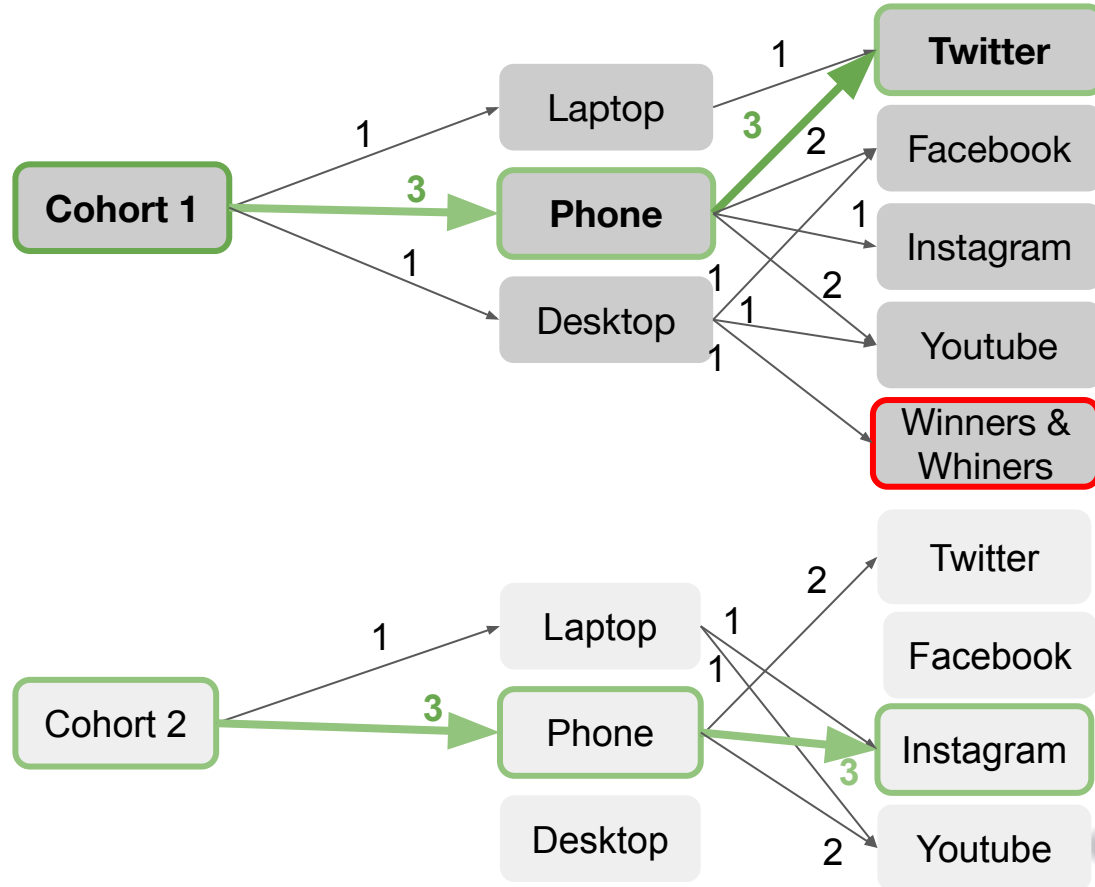 Twitter
1
Laptop
1
3
2
Facebook
Cohort 1
3
Phone
1
Instagram
1
1
2
Desktop
1
Youtube
1
Winners &
Whiners
Twitter
2
Laptop
1
1
Facebook
1
Cohort 2
3
Phone
Instagram
3
Desktop
2
Youtube